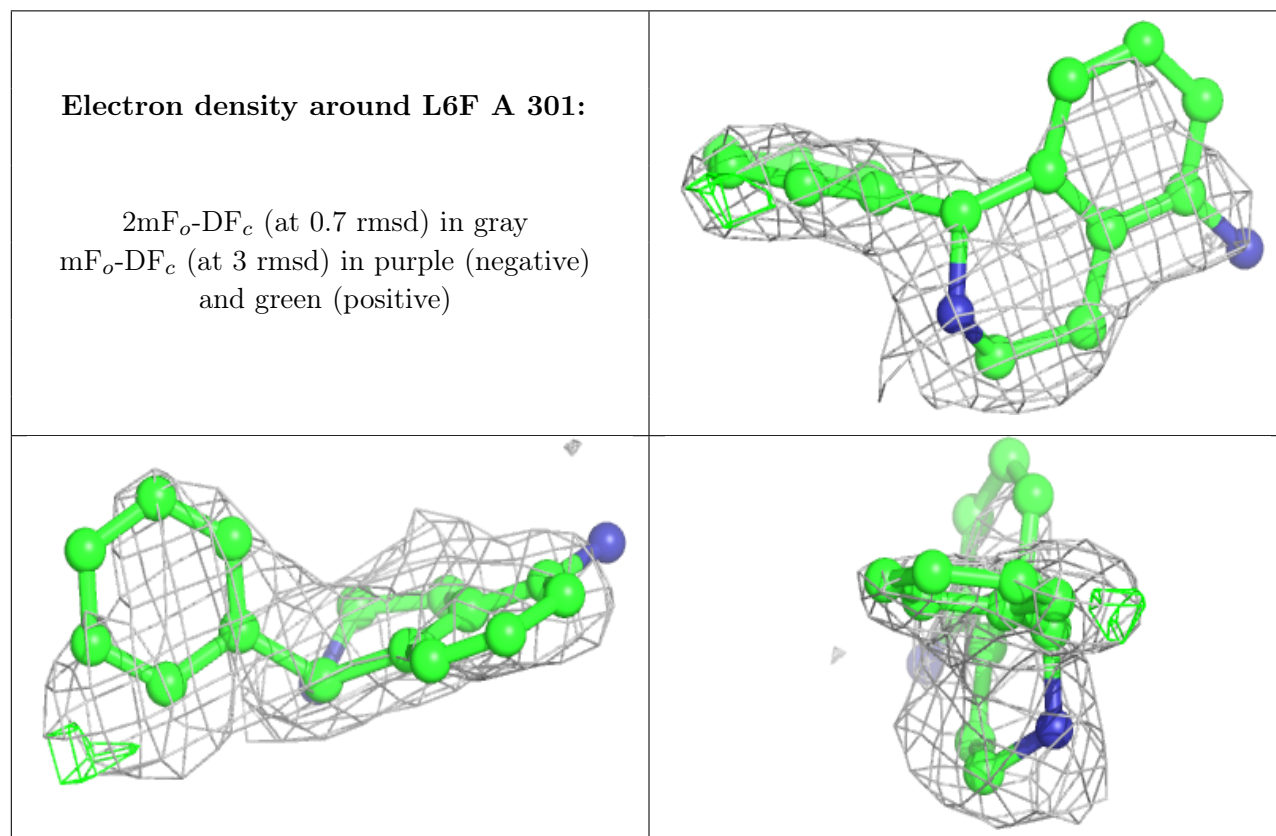 Electron density around L6F A 301:
2mFₒ-DF𝒸 (at 0.7 rmsd) in gray
mFₒ-DF𝒸 (at 3 rmsd) in purple (negative)
and green (positive)